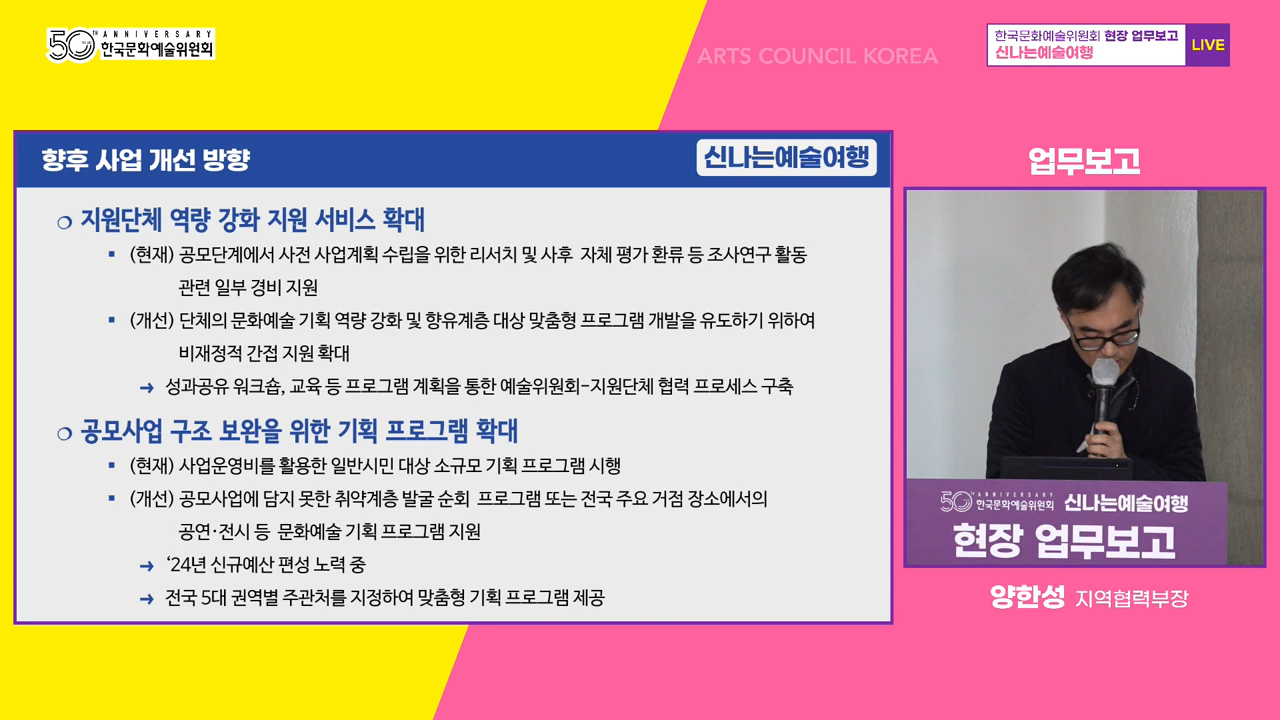 50TH ANNIVERSARY
한국문화예술위원회
ARTS COUNCIL KOREA
한국문화예술위원회 현장 업무보고
신나는예술여행
LIVE
향후 사업 개선 방향
신나는예술여행
❍ 지원단체 역량 강화 지원 서비스 확대
▪ (현재) 공모단계에서 사전 사업계획 수립을 위한 리서치 및 사후 자체 평가 환류 등 조사연구 활동
관련 일부 경비 지원
▪ (개선) 단체의 문화예술 기획 역량 강화 및 향유계층 대상 맞춤형 프로그램 개발을 유도하기 위하여
비재정적 간접 지원 확대
→ 성과공유 워크숍, 교육 등 프로그램 계획을 통한 예술위원회-지원단체 협력 프로세스 구축
❍ 공모사업 구조 보완을 위한 기획 프로그램 확대
▪ (현재) 사업운영비를 활용한 일반시민 대상 소규모 기획 프로그램 시행
▪ (개선) 공모사업에 담지 못한 취약계층 발굴 순회 프로그램 또는 전국 주요 거점 장소에서의
공연·전시 등 문화예술 기획 프로그램 지원
→ ‘24년 신규예산 편성 노력 중
→ 전국 5대 권역별 주관처를 지정하여 맞춤형 기획 프로그램 제공
업무보고
50TH ANNIVERSARY
한국문화예술위원회 신나는예술여행
현장 업무보고
양한성 지역협력부장